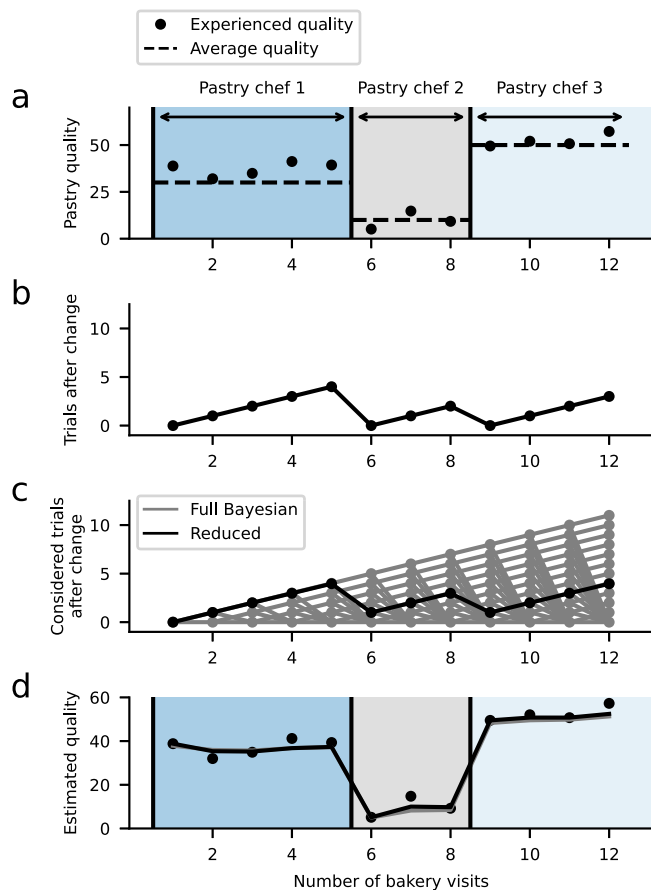 Experienced quality
Average quality
a
Pastry chef 1
Pastry chef 2
Pastry chef 3
Pastry quality
50
25
0
2
4
6
8
10
12
b
Trials after change
10
5
0
2
4
6
8
10
12
c
Full Bayesian
Reduced
Considered trials
after change
10
5
0
2
4
6
8
10
12
d
Estimated quality
60
40
20
0
2
4
6
8
10
12
Number of bakery visits